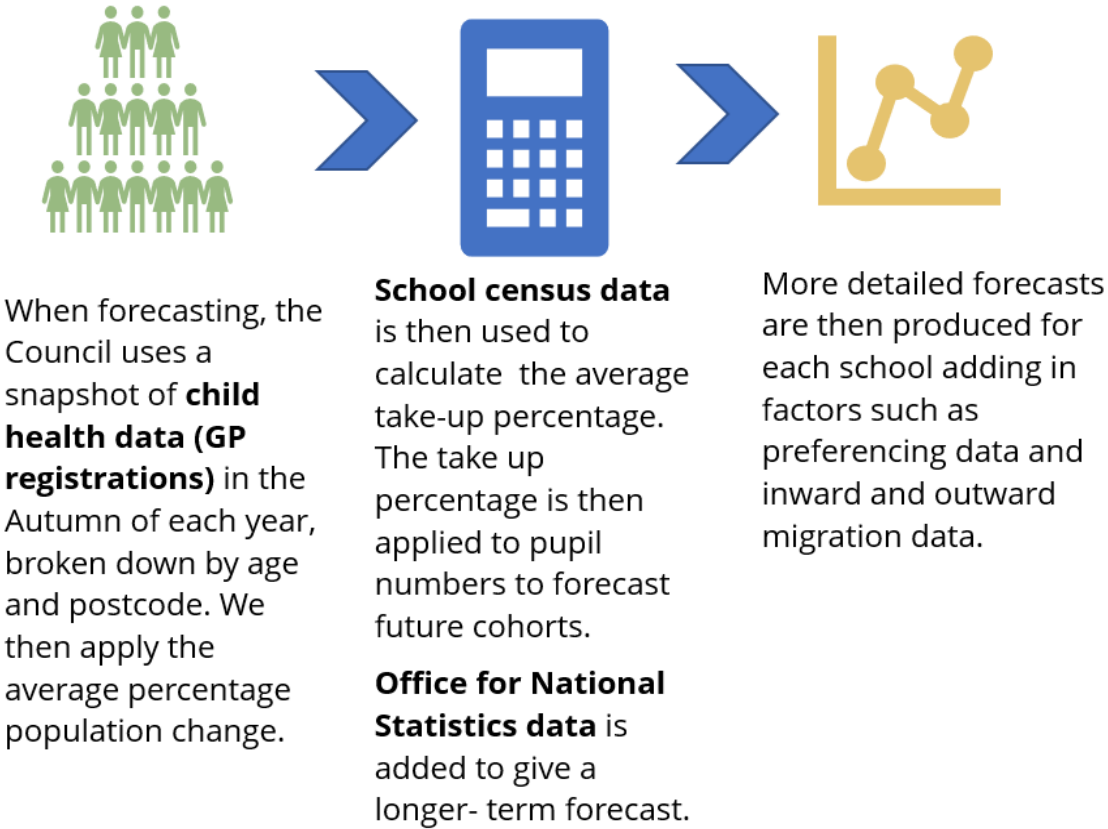 When forecasting, the
Council uses a
snapshot of child
health data (GP
registrations) in the
Autumn of each year,
broken down by age
and postcode. We
then apply the
average percentage
population change.
School census data
is then used to
calculate  the average
take-up percentage.
The take up
percentage is then
applied to pupil
numbers to forecast
future cohorts.
Office for National
Statistics data is
added to give a
longer- term forecast.
More detailed forecasts
are then produced for
each school adding in
factors such as
preferencing data and
inward and outward
migration data.